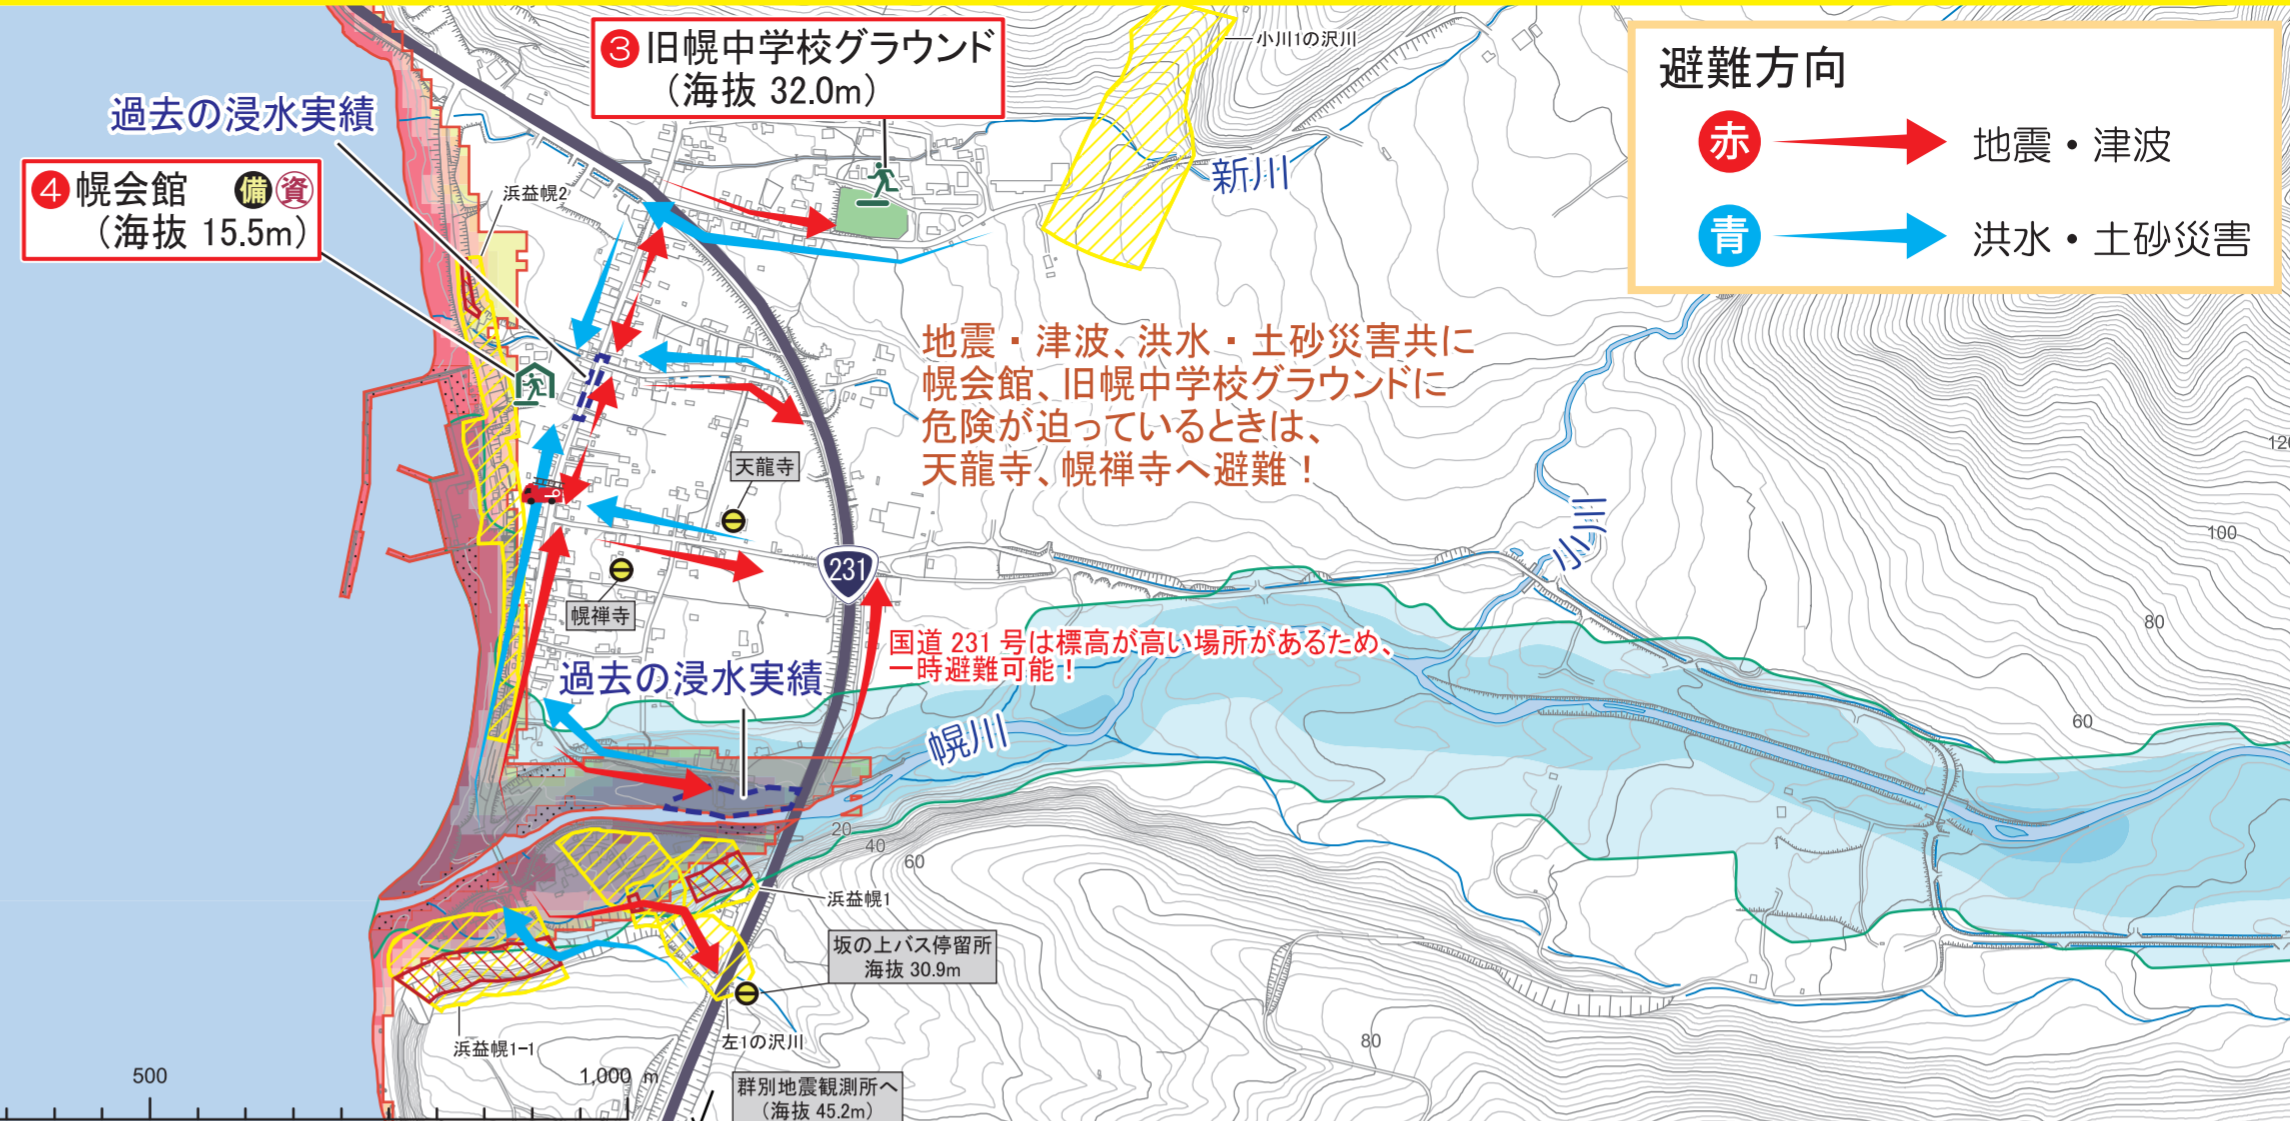 ③旧幌中学校グラウンド
（海抜 32.0m）
小川1の沢川
避難方向
赤 地震・津波
青 洪水・土砂災害
過去の浸水実績
④幌会館 備 資
（海抜 15.5m）
浜益幌2
新川
地震・津波、洪水・土砂災害共に
幌会館、旧幌中学校グラウンドに
危険が迫っているときは、
天龍寺、幌禅寺へ避難！
天龍寺
小川
100
231
幌禅寺
80
国道 231 号は標高が高い場所があるため、
一時避難可能！
過去の浸水実績
60
幌川
20
40
60
浜益幌1
坂の上バス停留所
海抜 30.9m
左1の沢川
浜益幌1-1
80
500
1,000 m
群別地震観測所へ
（海抜 45.2m）